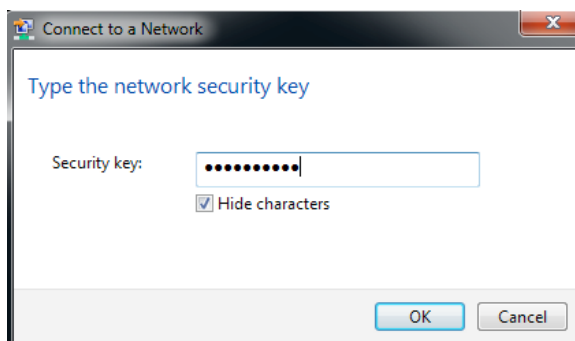 Connect to a Network
Type the network security key
Security key: ●●●●●●●●●●
Hide characters
OK Cancel